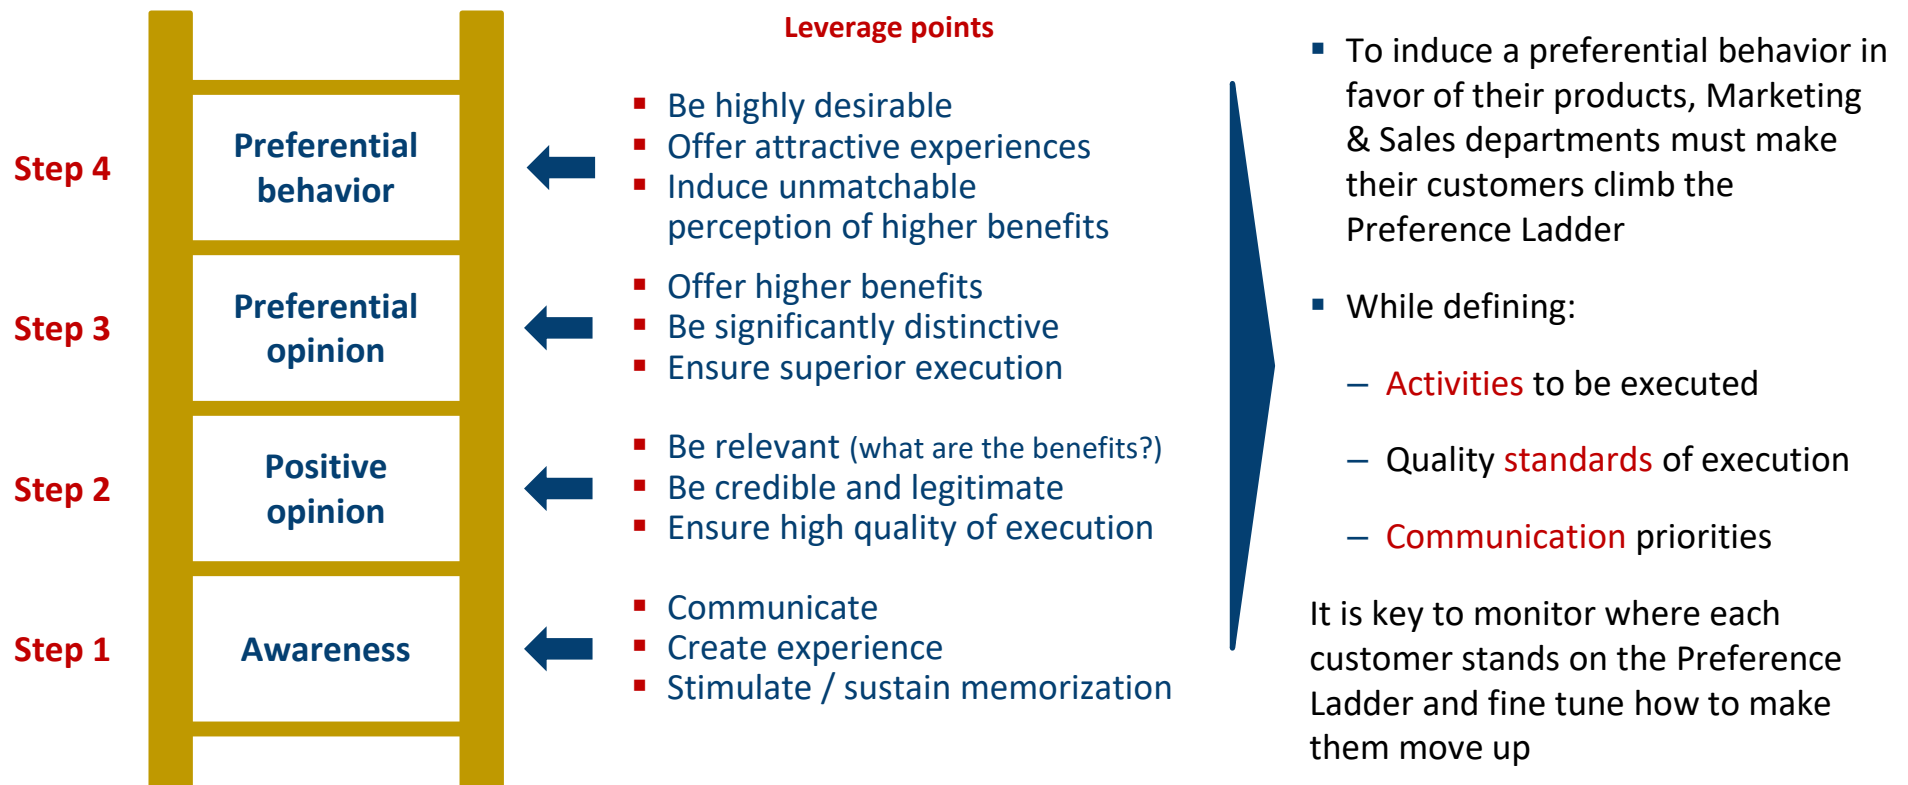 Leverage points
Step 4
Preferential
behavior
▪ Be highly desirable
▪ Offer attractive experiences
▪ Induce unmatchable
perception of higher benefits
Step 3
Preferential
opinion
▪ Offer higher benefits
▪ Be significantly distinctive
▪ Ensure superior execution
Step 2
Positive
opinion
▪ Be relevant (what are the benefits?)
▪ Be credible and legitimate
▪ Ensure high quality of execution
Step 1
Awareness
▪ Communicate
▪ Create experience
▪ Stimulate / sustain memorization
▪ To induce a preferential behavior in
favor of their products, Marketing
& Sales departments must make
their customers climb the
Preference Ladder
▪ While defining:
– Activities to be executed
– Quality standards of execution
– Communication priorities
It is key to monitor where each
customer stands on the Preference
Ladder and fine tune how to make
them move up